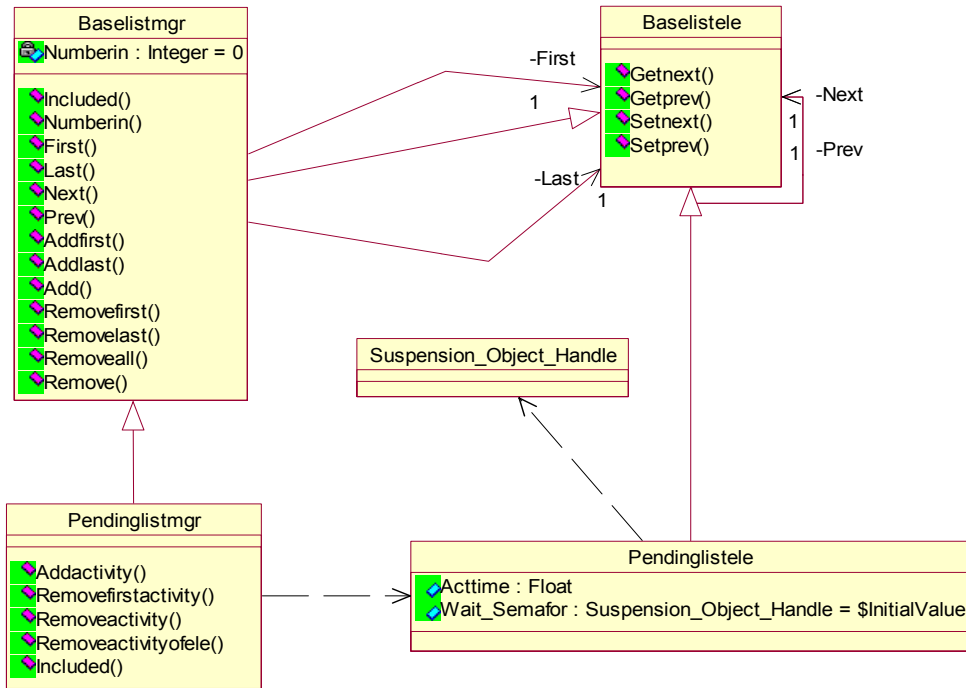 Baselistmgr
Numberin : Integer = 0
Included()
Numberin()
First()
Last()
Next()
Prev()
Addfirst()
Addlast()
Add()
Removefirst()
Removelast()
Removeall()
Remove()
-First
1
-Last
1
Baselistele
Getnext()
Getprev()
Setnext()
Setprev()
-Next
1
1
-Prev
Suspension_Object_Handle
Pendinglistmgr
Addactivity()
Removefirstactivity()
Removeactivity()
Removeactivityofele()
Included()
Pendinglistele
Acttime : Float
Wait_Semafor : Suspension_Object_Handle = $InitialValue